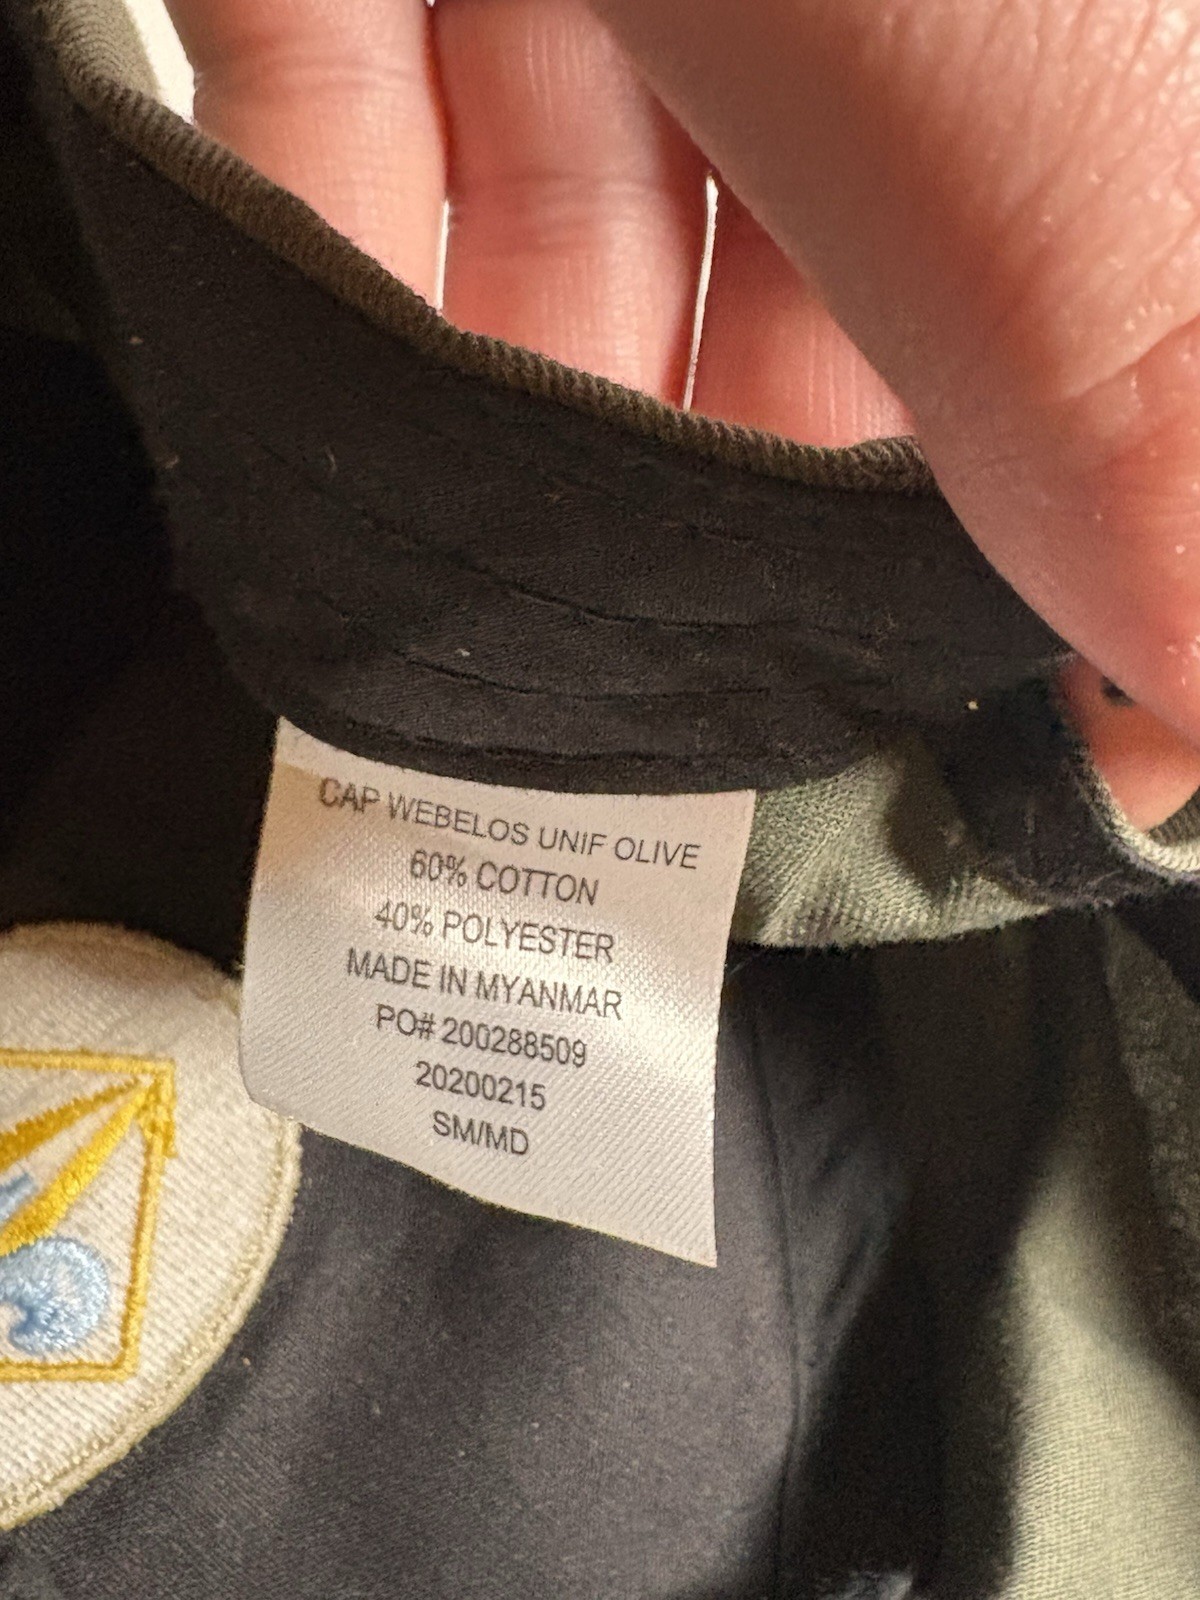 CAP WEBELOS UNIF OLIVE
60% COTTON
40% POLYESTER
MADE IN MYANMAR
PO# 200288509
20200215
SM/MD